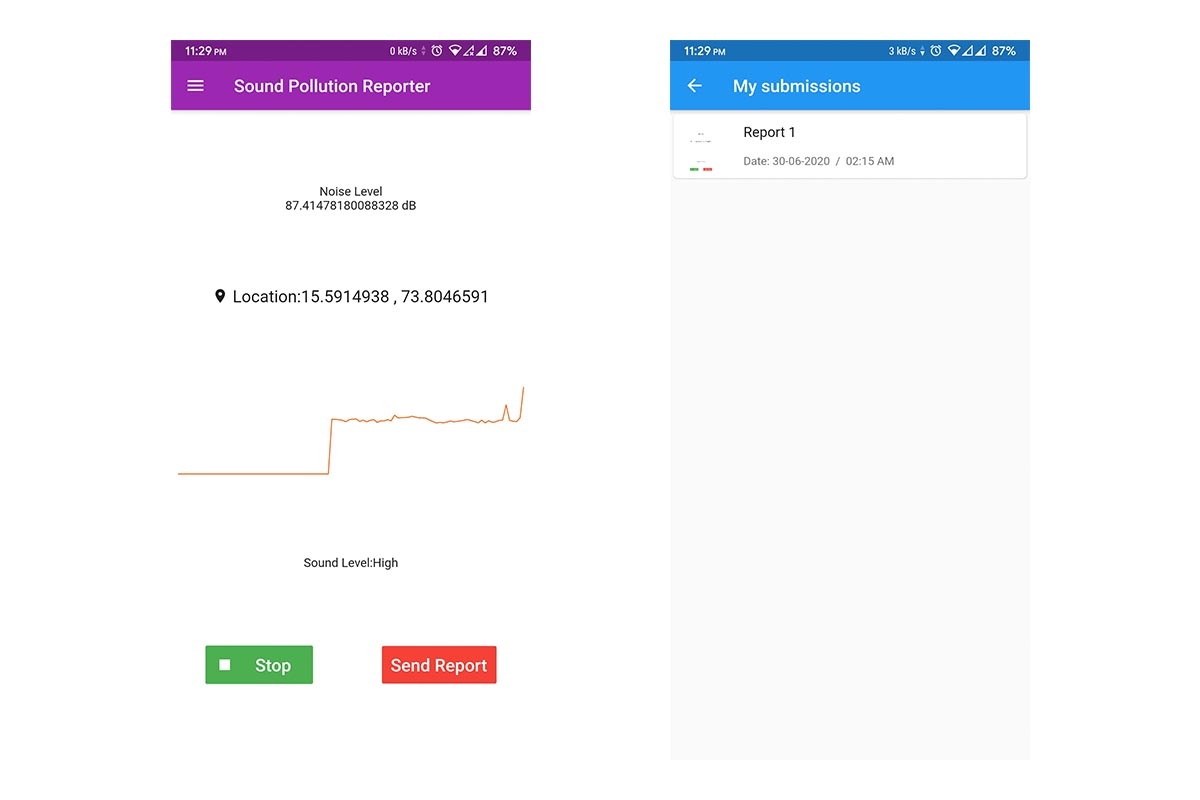 11:29 PM 0 kB/s 87%
Sound Pollution Reporter
Noise Level
87.41478180088328 dB
Location:15.5914938 , 73.8046591
Sound Level:High
Stop
Send Report
11:29 PM 3 kB/s 87%
My submissions
Report 1
Date: 30-06-2020 / 02:15 AM